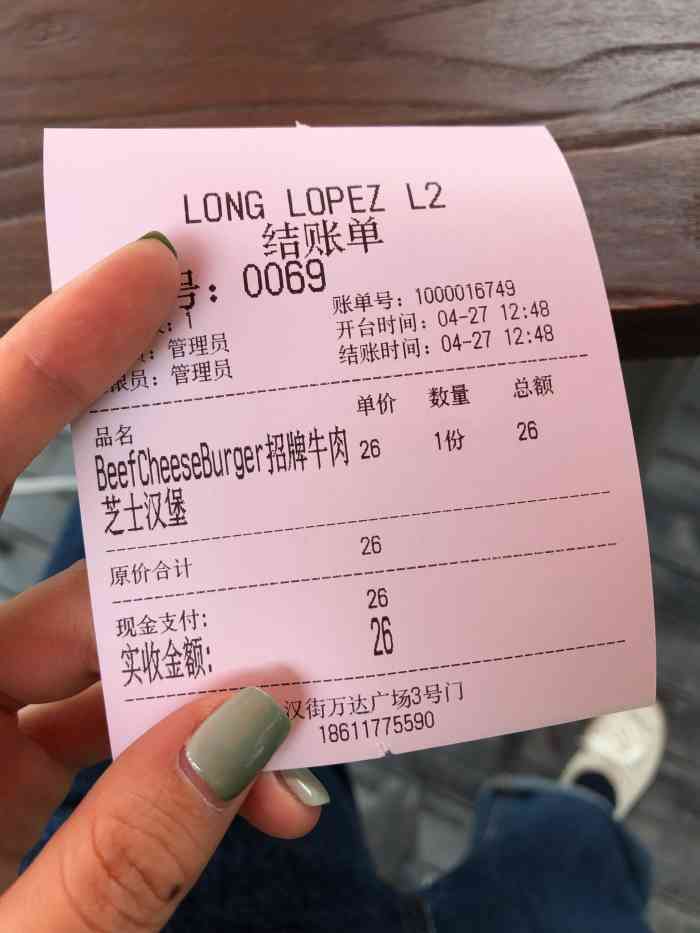 LONG LOPEZ L2
结账单
号: 0069
账单号: 1000016749
: 1
开台时间: 04-27 12:48
: 管理员
结账时间: 04-27 12:48
员: 管理员
品名 单价 数量 总额
BeefCheeseBurger招牌牛肉 26 1份 26
芝士汉堡
原价合计 26
现金支付: 26
实收金额: 26
汉街万达广场3号门
18611775590